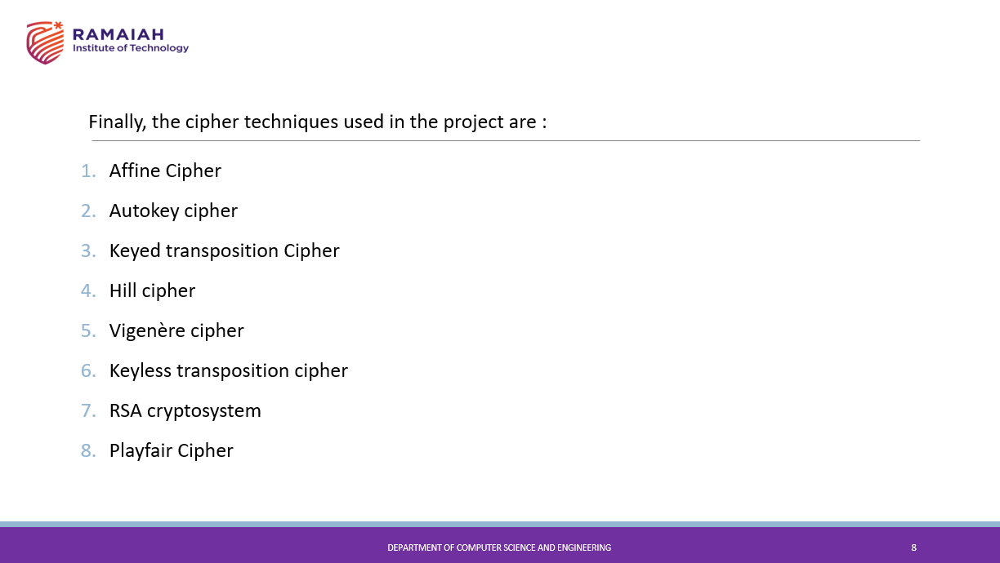 RAMAIAH
Institute of Technology
Finally, the cipher techniques used in the project are :
1. Affine Cipher
2. Autokey cipher
3. Keyed transposition Cipher
4. Hill cipher
5. Vigenère cipher
6. Keyless transposition cipher
7. RSA cryptosystem
8. Playfair Cipher
DEPARTMENT OF COMPUTER SCIENCE AND ENGINEERING
8